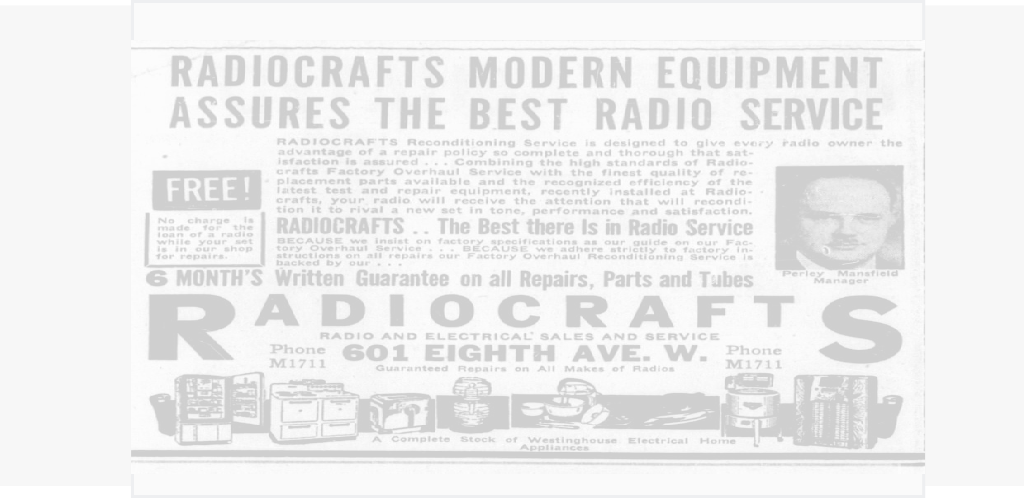 RADIOCRAFTS MODERN EQUIPMENT
ASSURES THE BEST RADIO SERVICE
RADIOCRAFTS Reconditioning Service is designed to give every radio owner the
advantage of a repair policy so complete and thorough that sat-
isfaction is assured . . . Combining the high standards of Radio-
crafts Factory Overhaul Service with the finest quality of re-
placement parts available and the recognized efficiency of the
latest test and repair equipment, recently installed at Radio-
crafts, your radio will receive the attention that will recondi-
tion it to rival a new set in tone, performance and satisfaction.
FREE!
No charge is
made for the
loan of a radio
while your set
is in our shop
for repairs.
RADIOCRAFTS . . The Best there Is in Radio Service
BECAUSE we insist on factory specifications as our guide on our Fac-
tory Overhaul Service . . . BECAUSE we adhere strictly to factory in-
structions on all repairs our Factory Overhaul Reconditioning Service is
backed by our . . .
Perley Mansfield
Manager
6 MONTH'S Written Guarantee on all Repairs, Parts and Tubes
RADIOCRAFTS
RADIO AND ELECTRICAL SALES AND SERVICE
Phone
M1711
601 EIGHTH AVE. W.
Phone
M1711
Guaranteed Repairs on All Makes of Radios
A Complete Stock of Westinghouse Electrical Home
Appliances